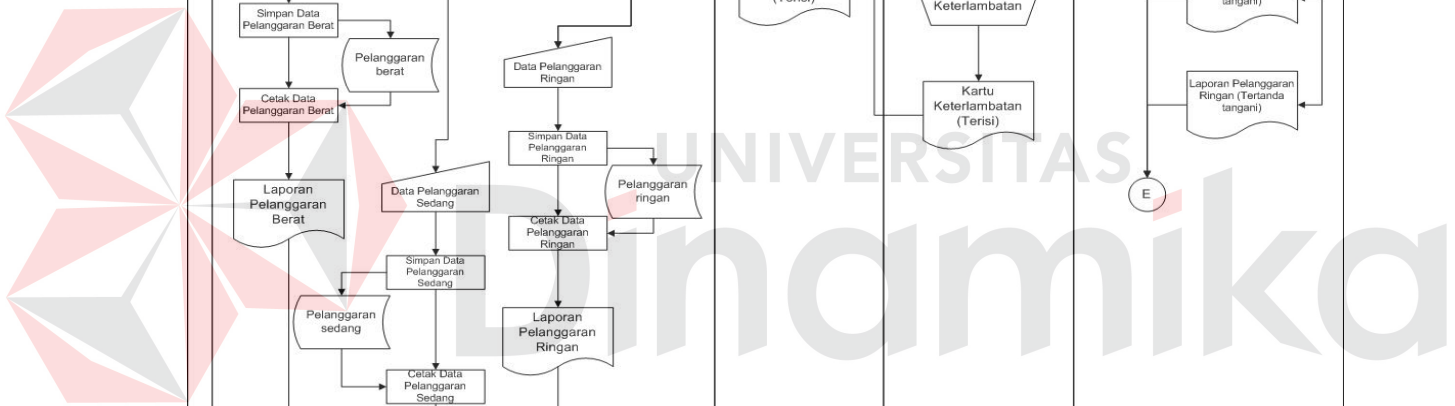 Simpan Data
Pelanggaran Berat
Pelanggaran
berat
Cetak Data
Pelanggaran Berat
Laporan
Pelanggaran
Berat
Data Pelanggaran
Sedang
Simpan Data
Pelanggaran
Sedang
Pelanggaran
sedang
Cetak Data
Pelanggaran
Sedang
Data Pelanggaran
Ringan
Simpan Data
Pelanggaran
Ringan
Pelanggaran
ringan
Cetak Data
Pelanggaran
Ringan
Laporan
Pelanggaran
Ringan
Keterlambatan
Kartu
Keterlambatan
(Terisi)
tangani)
Laporan Pelanggaran
Ringan (Tertanda
tangani)
E
UNIVERSITAS
Dinamika